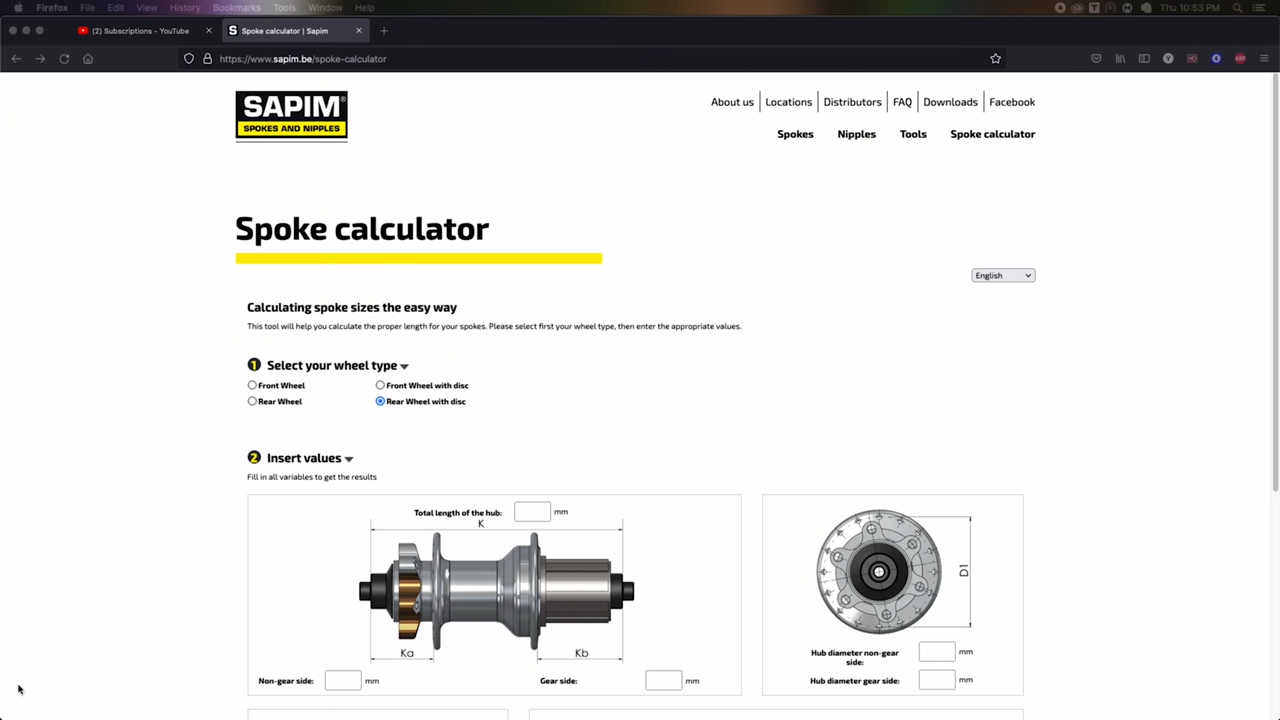 Firefox File Edit View History Bookmarks Tools Window Help Thu 10:53 PM
(2) Subscriptions - YouTube × S Spoke calculator | Sapim × +
https://www.sapim.be/spoke-calculator
SAPIM®
SPOKES AND NIPPLES
About us Locations Distributors FAQ Downloads Facebook
Spokes Nipples Tools Spoke calculator
Spoke calculator
English
Calculating spoke sizes the easy way
This tool will help you calculate the proper length for your spokes. Please select first your wheel type, then enter the appropriate values.
1 Select your wheel type
Front Wheel Front Wheel with disc
Rear Wheel Rear Wheel with disc
2 Insert values
Fill in all variables to get the results
Total length of the hub: mm
K
Ka Kb
Non-gear side: mm Gear side: mm
D1
Hub diameter non-gear side: mm
Hub diameter gear side: mm